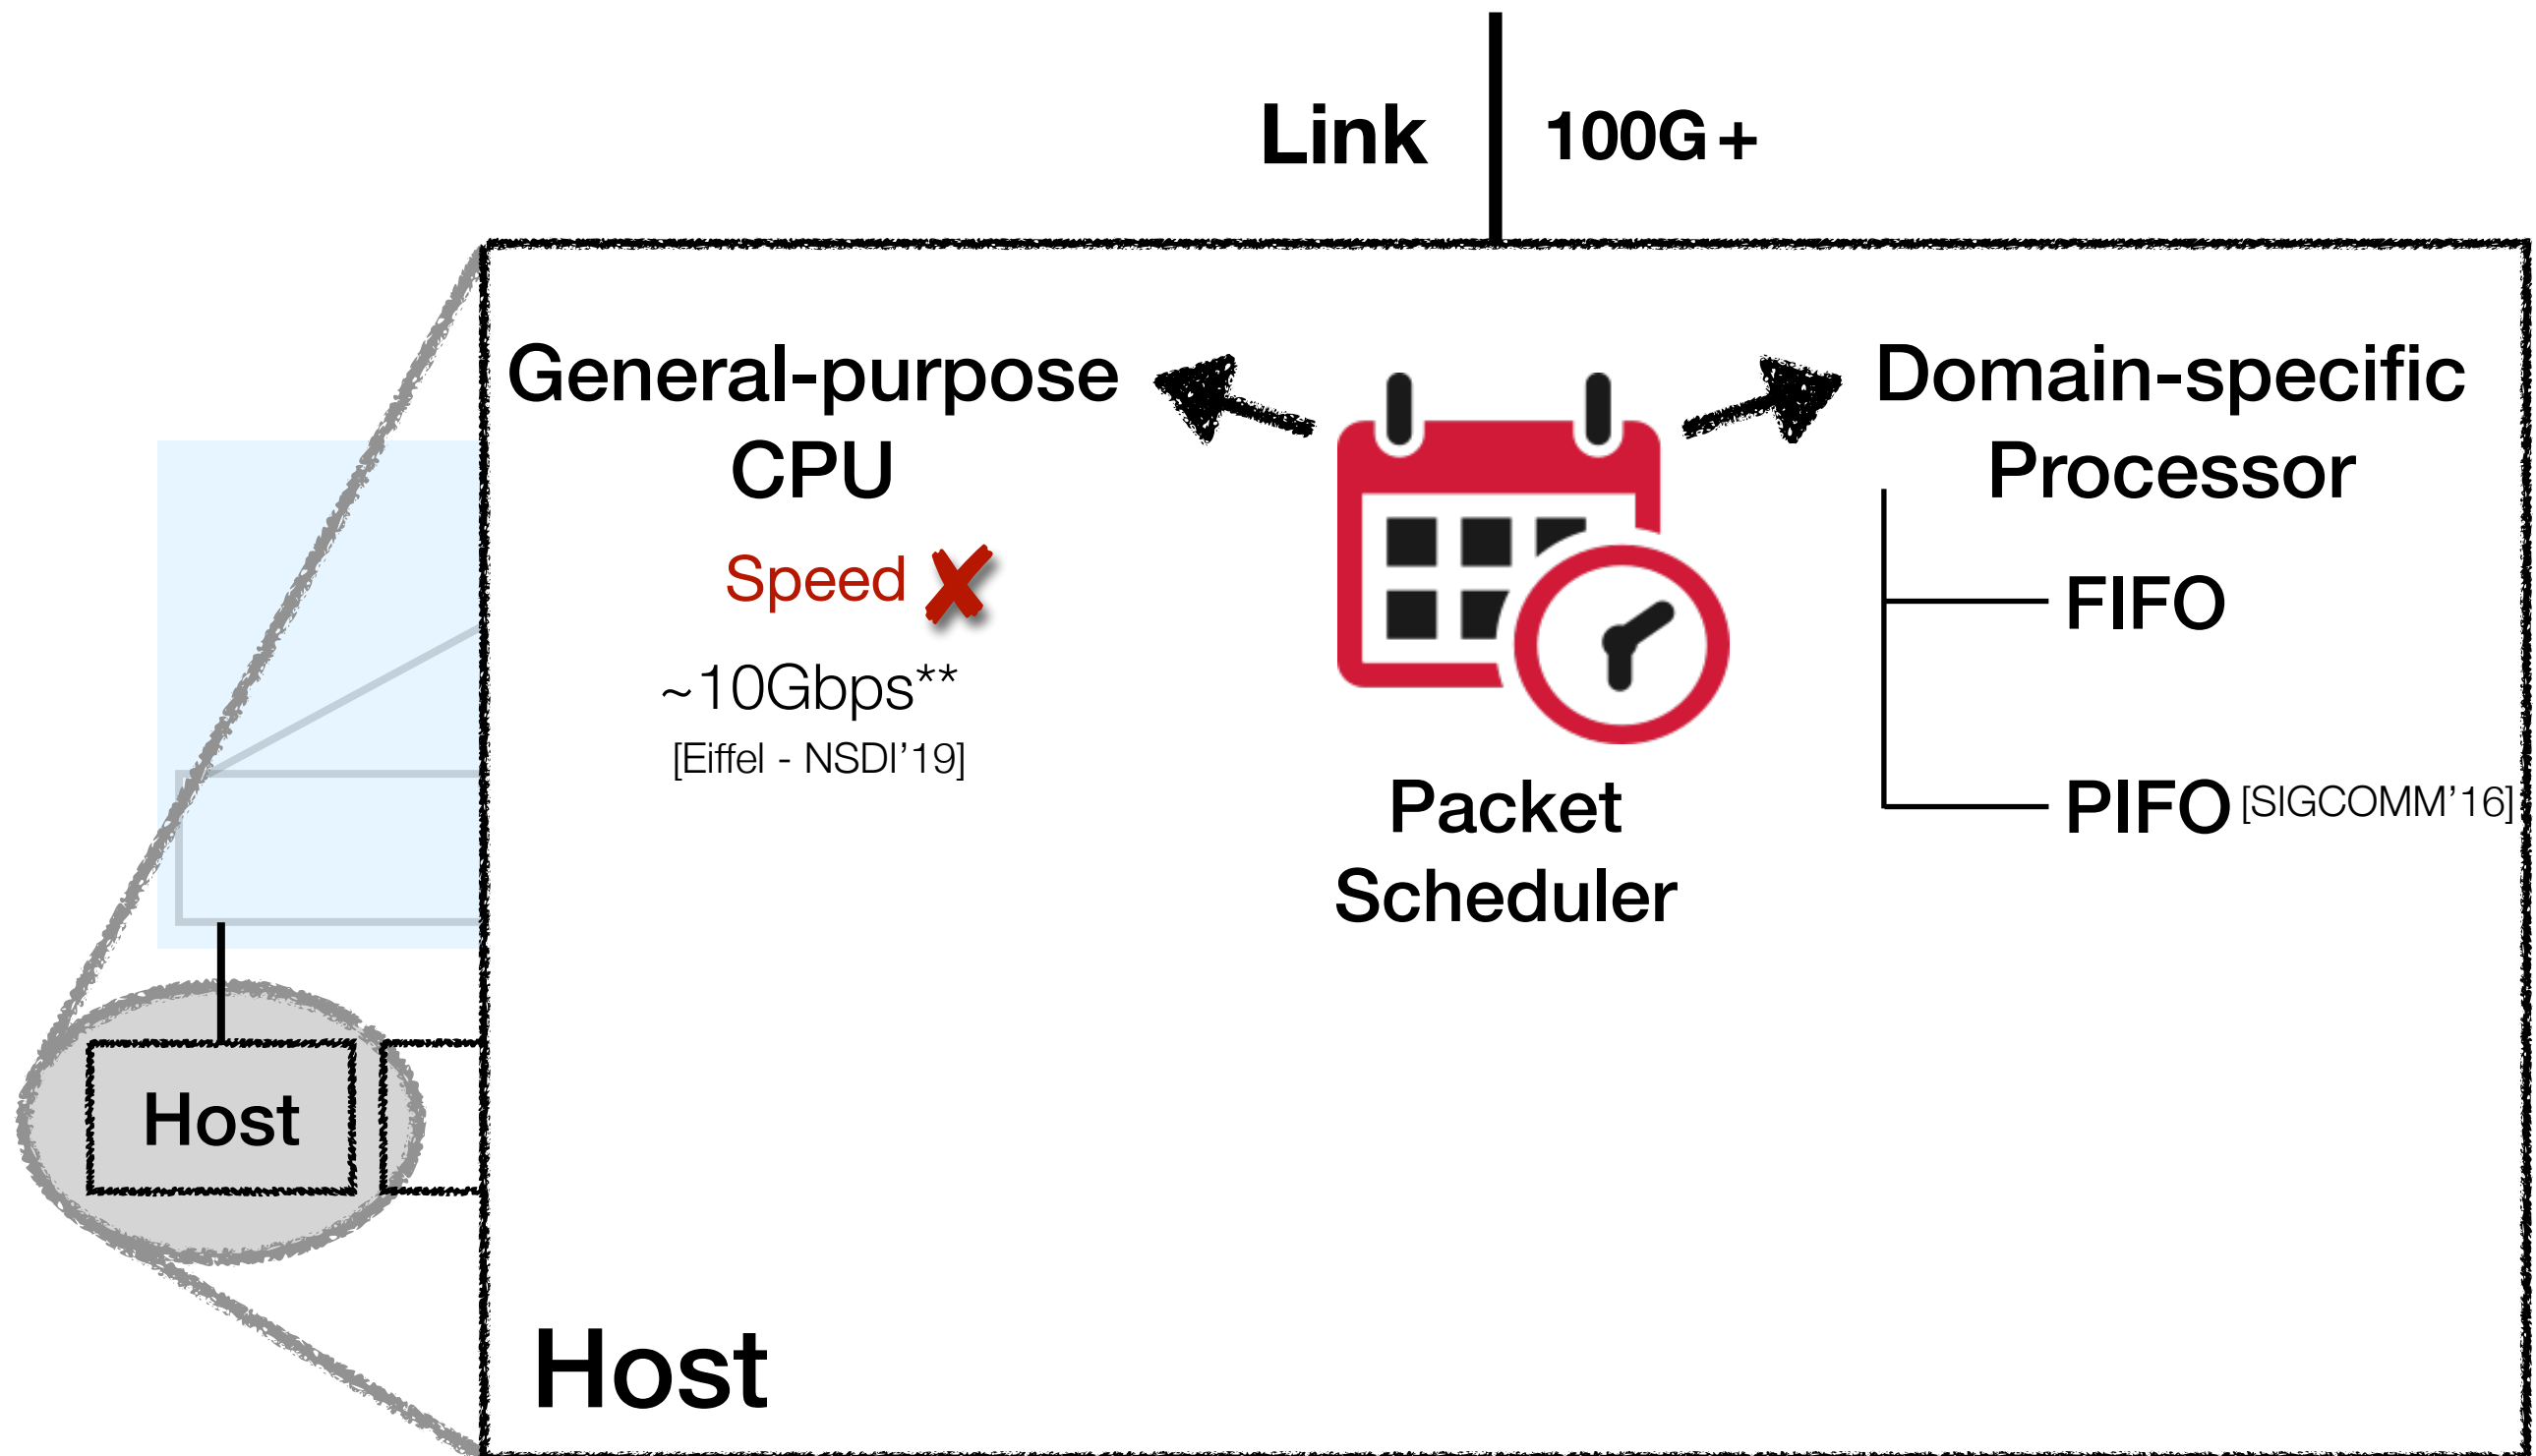 Link
100G +
General-purpose
CPU
Speed ✘
~10Gbps**
[Eiffel - NSDI’19]
Packet
Scheduler
Domain-specific
Processor
FIFO
PIFO [SIGCOMM’16]
Host
Host